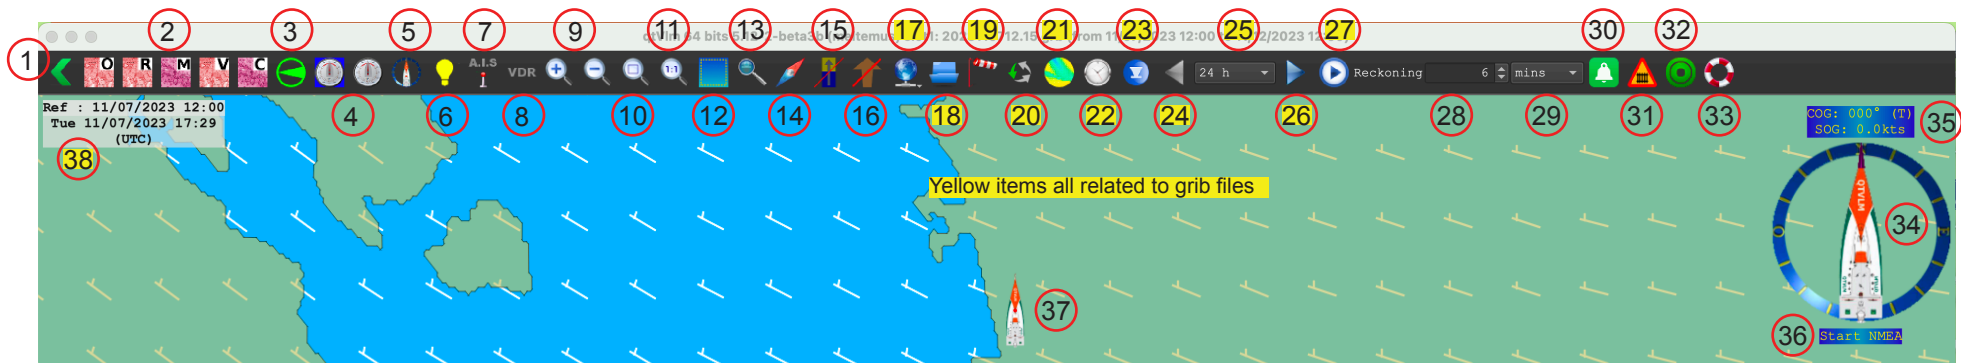 2 3 5 7 9 11 13 15 17 19 21 23 25 27 30 32
1
O R M V C A.I.S VDR 1:1 24 h Reckoning 6 mins
4 6 8 10 12 14 16 18 20 22 24 26 28 29 31 33
Ref : 11/07/2023 12:00
Tue 11/07/2023 17:29
(UTC)
38
COG: 000° (T)
SOG: 0.0kts
35
Yellow items all related to grib files
QTVLM
34
O E
37
36
Start NMEA